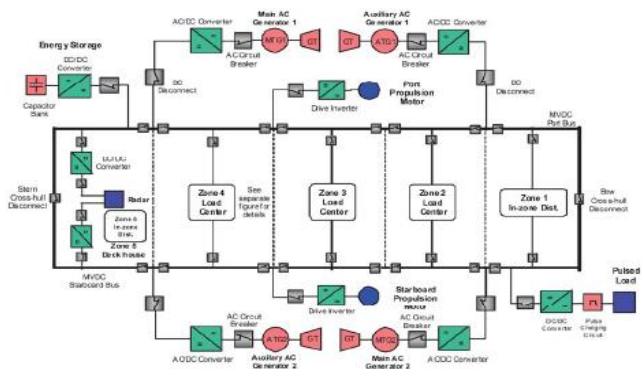 AC/DC Converter
Main AC
Generator 1
Auxiliary AC
Generator 1
AC/DC Converter
MTG1
GT
GT
ATG1
Energy Storage
DC/DC
Converter
AC Circuit
Breaker
AC Circuit
Breaker
DC
Disconnect
Port
Propulsion
Motor
DC
Disconnect
Capacitor
Bank
Drive Inverter
MVDC
Port Bus
DC/DC
Converter
Stern
Cross-hull
Disconnect
Radar
Zone 4
Load
Center
See
separate
figure for
details
Zone 3
Load
Center
Zone 2
Load
Center
Zone 1
In-zone Dist.
Bow
Cross-hull
Disconnect
In-zone
Dist.
Zone 5
Deckhouse
MVDC
Starboard Bus
Starboard
Propulsion
Motor
Pulsed
Load
Drive Inverter
AC Circuit
Breaker
AC Circuit
Breaker
DC/DC
Converter
Pulse
Charging
Circuit
ATG2
GT
GT
MTG2
AC/DC Converter
Auxiliary AC
Generator 2
Main AC
Generator 2
AC/DC Converter